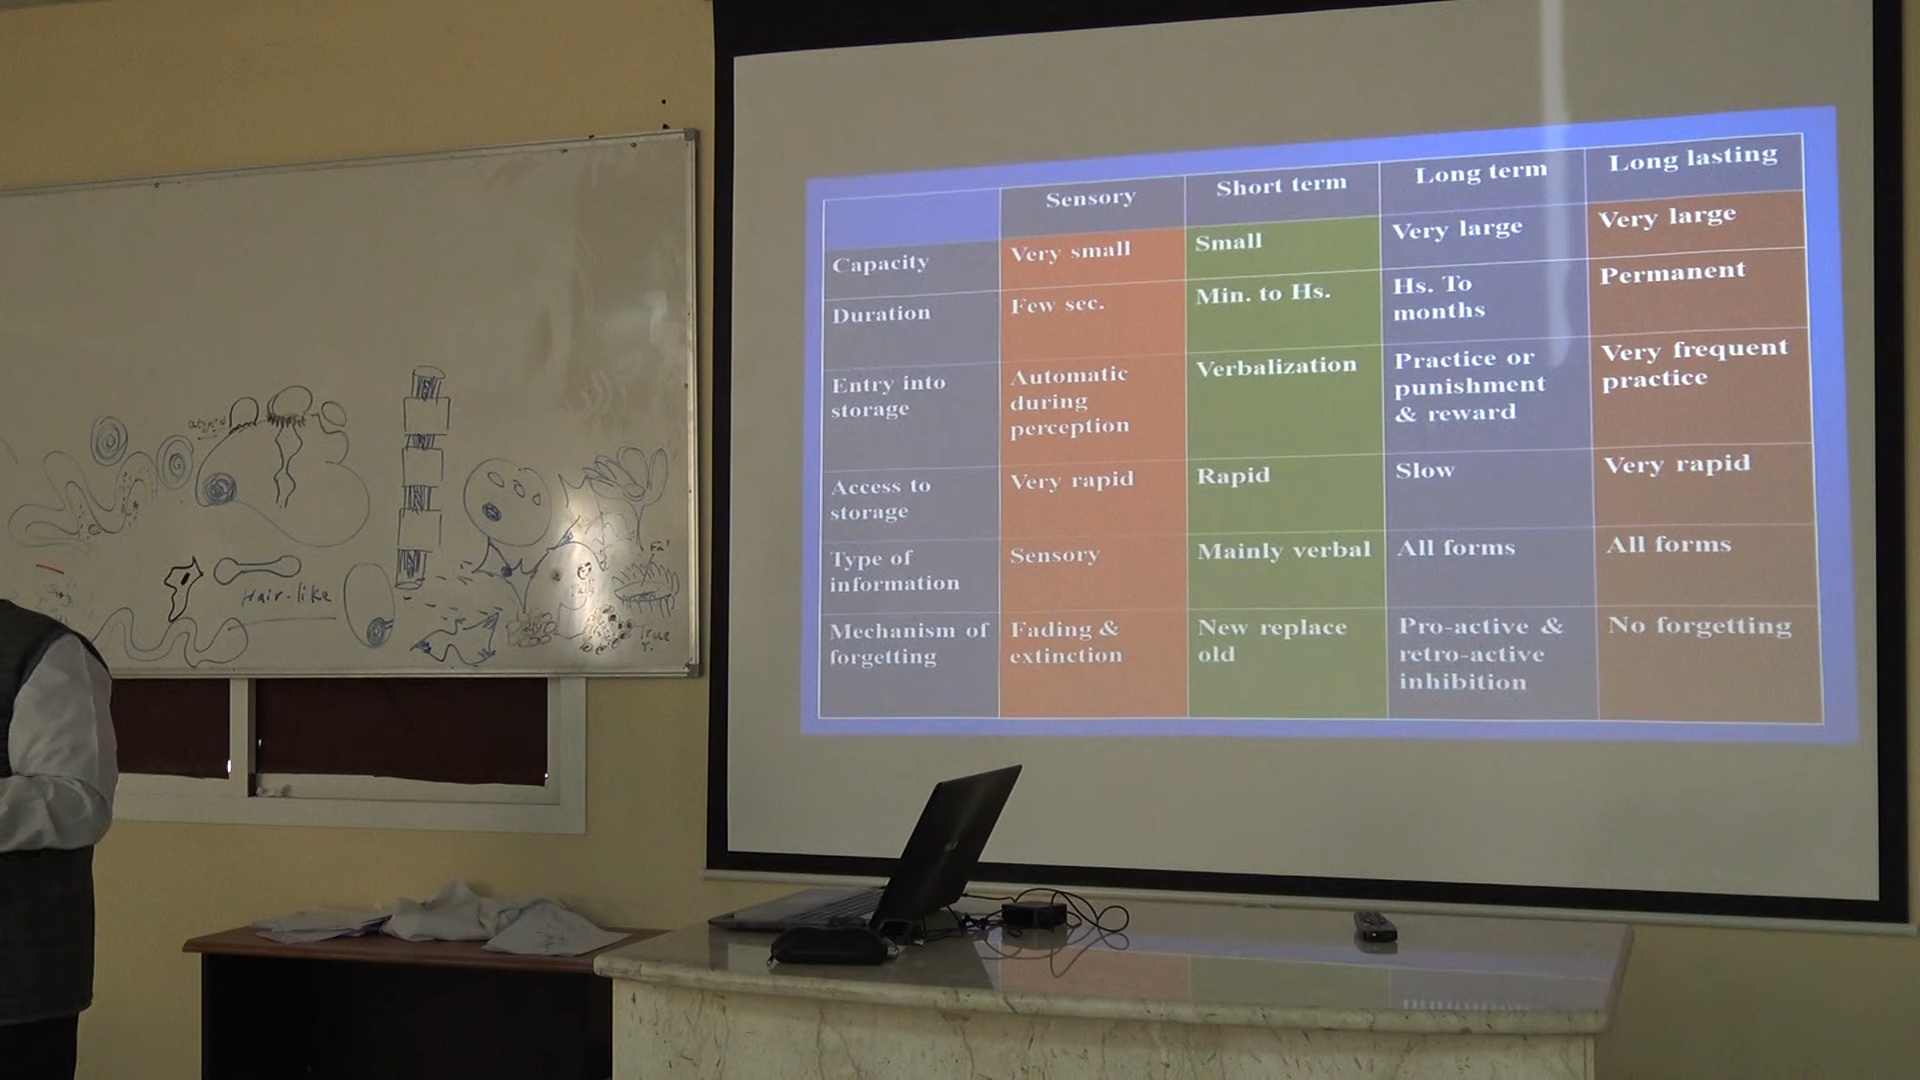 Sensory
Short term
Long term
Long lasting
Capacity
Very small
Small
Very large
Very large
Duration
Few sec.
Min. to Hs.
Hs. To
months
Permanent
Entry into
storage
Automatic
during
perception
Verbalization
Practice or
punishment
& reward
Very frequent
practice
Access to
storage
Very rapid
Rapid
Slow
Very rapid
Type of
information
Sensory
Mainly verbal
All forms
All forms
Mechanism of
forgetting
Fading &
extinction
New replace
old
Pro-active &
retro-active
inhibition
No forgetting
Hair-like
True